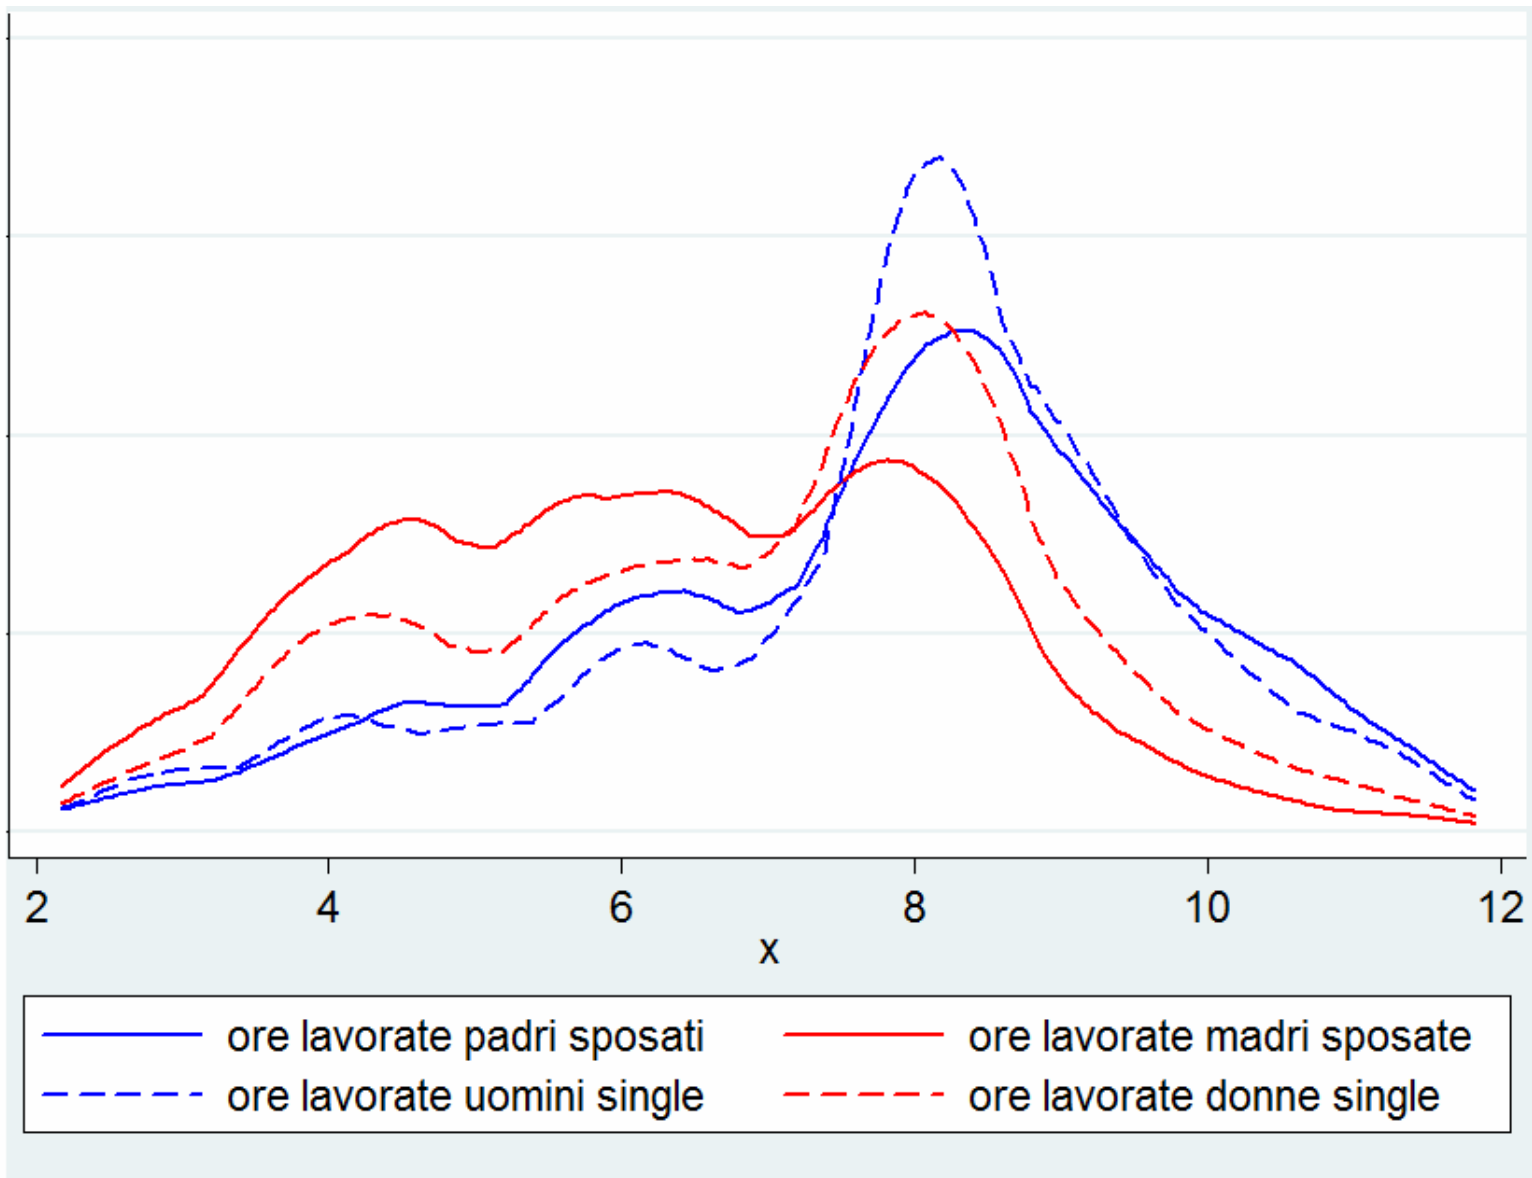 2 4 6 8 10 12
x
ore lavorate padri sposati ore lavorate madri sposate
ore lavorate uomini single ore lavorate donne single